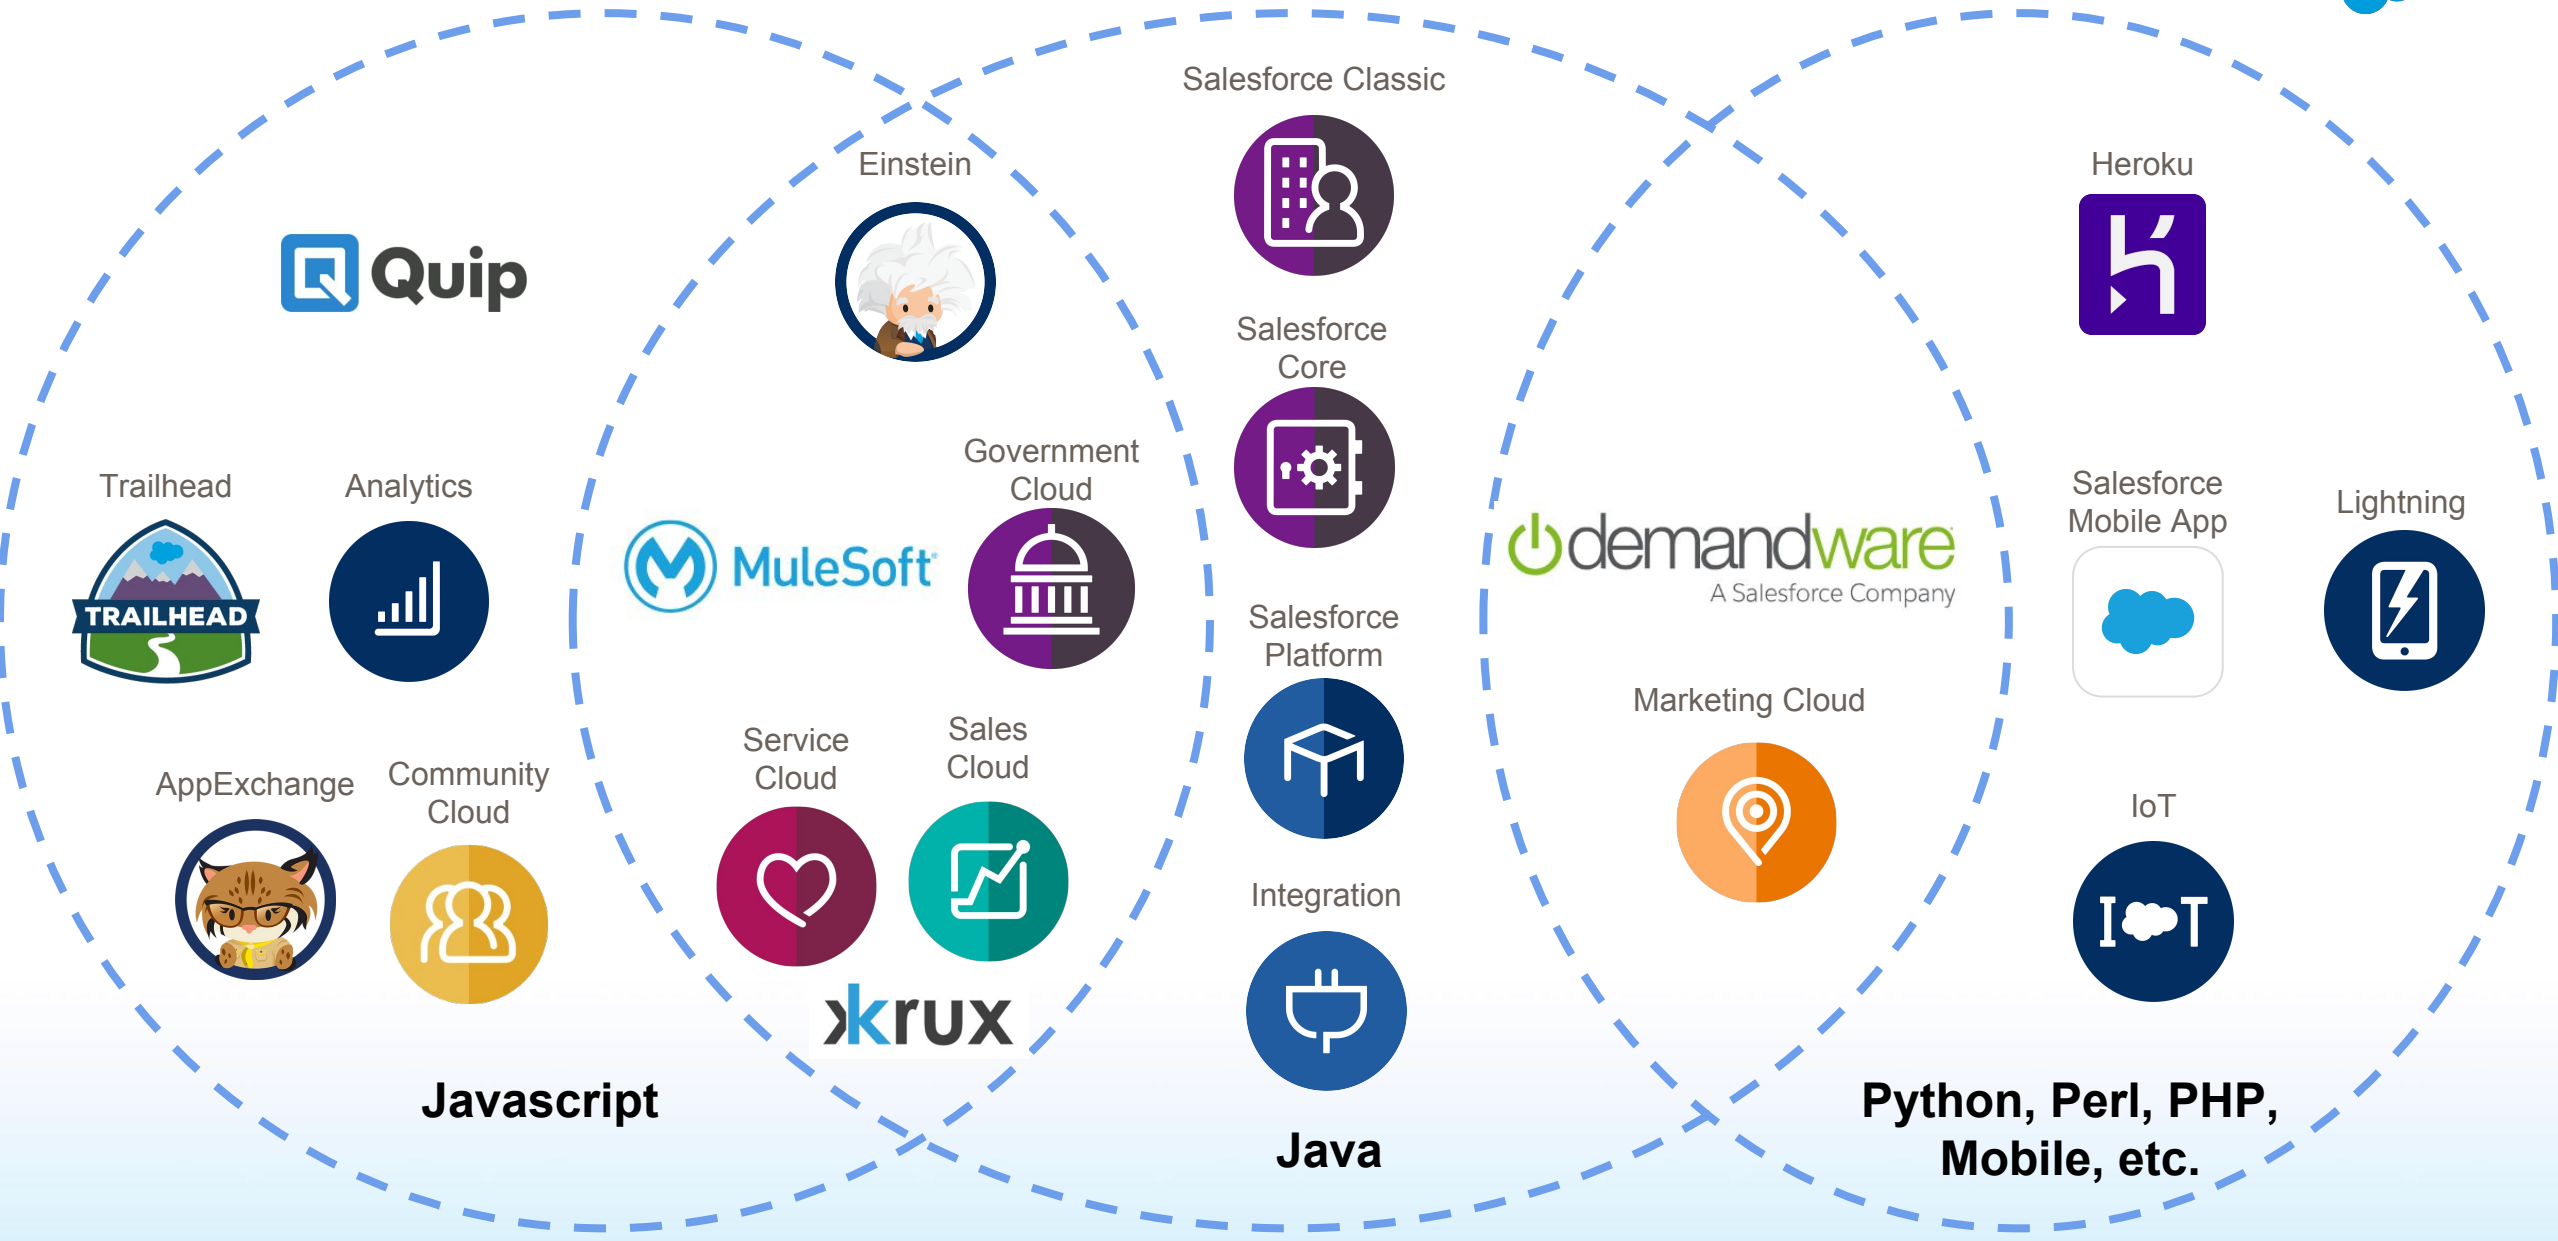 Salesforce Classic
Einstein
Heroku
Quip
Salesforce
Core
Government
Cloud
Trailhead
Analytics
Salesforce
Mobile App
Lightning
MuleSoft
demandware
A Salesforce Company
TRAILHEAD
Salesforce
Platform
Marketing Cloud
Service
Cloud
Sales
Cloud
AppExchange
Community
Cloud
IoT
Integration
I T
krux
Javascript
Java
Python, Perl, PHP,
Mobile, etc.